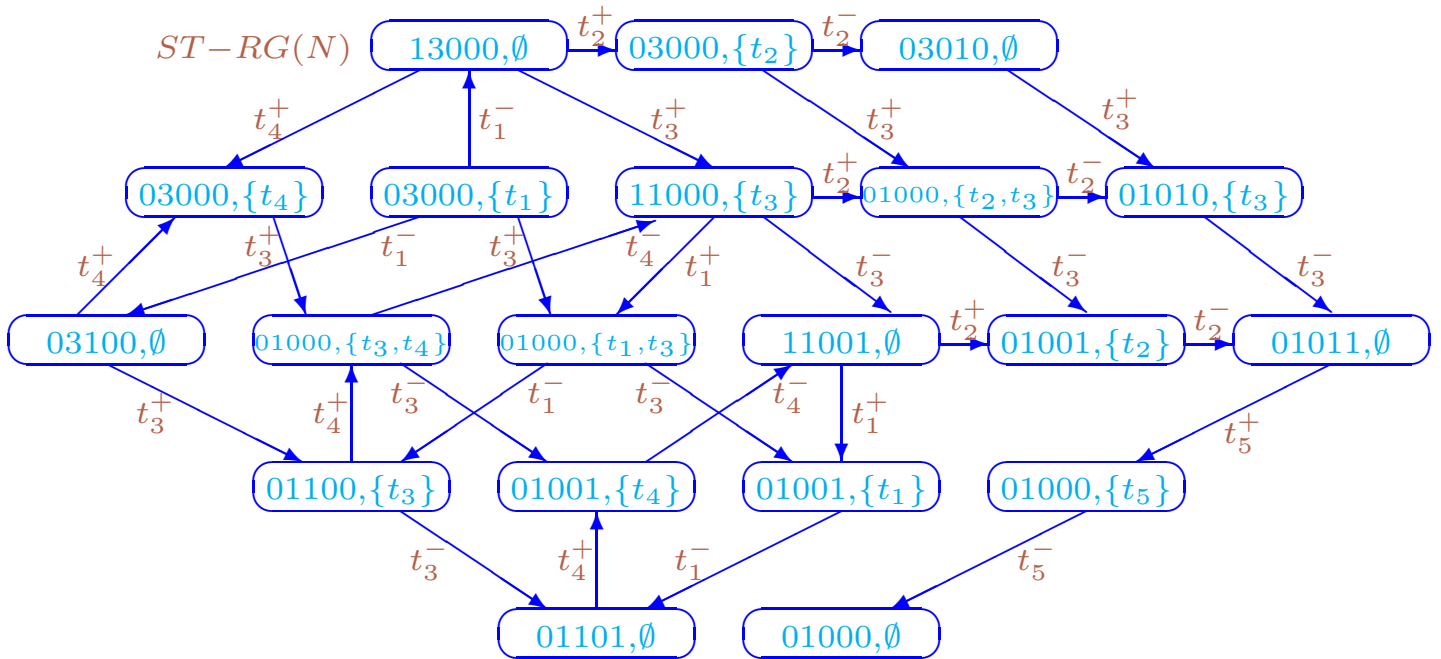 ST−RG(N) 13000,∅ t₂⁺ 03000,{t₂} t₂⁻ 03010,∅
t₄⁺ t₁⁻ t₃⁺ t₃⁺ t₃⁺
03000,{t₄} 03000,{t₁} 11000,{t₃} t₂⁺ 01000,{t₂,t₃} t₂⁻ 01010,{t₃}
t₄⁺ t₃⁺ t₁⁻ t₃⁺ t₄⁻ t₁⁺ t₃⁻ t₃⁻ t₃⁻
03100,∅ 01000,{t₃,t₄} 01000,{t₁,t₃} 11001,∅ t₂⁺ 01001,{t₂} t₂⁻ 01011,∅
t₃⁺ t₄⁺ t₃⁻ t₁⁻ t₃⁻ t₄⁻ t₁⁺ t₅⁺
01100,{t₃} 01001,{t₄} 01001,{t₁} 01000,{t₅}
t₃⁻ t₄⁺ t₁⁻ t₅⁻
01101,∅ 01000,∅